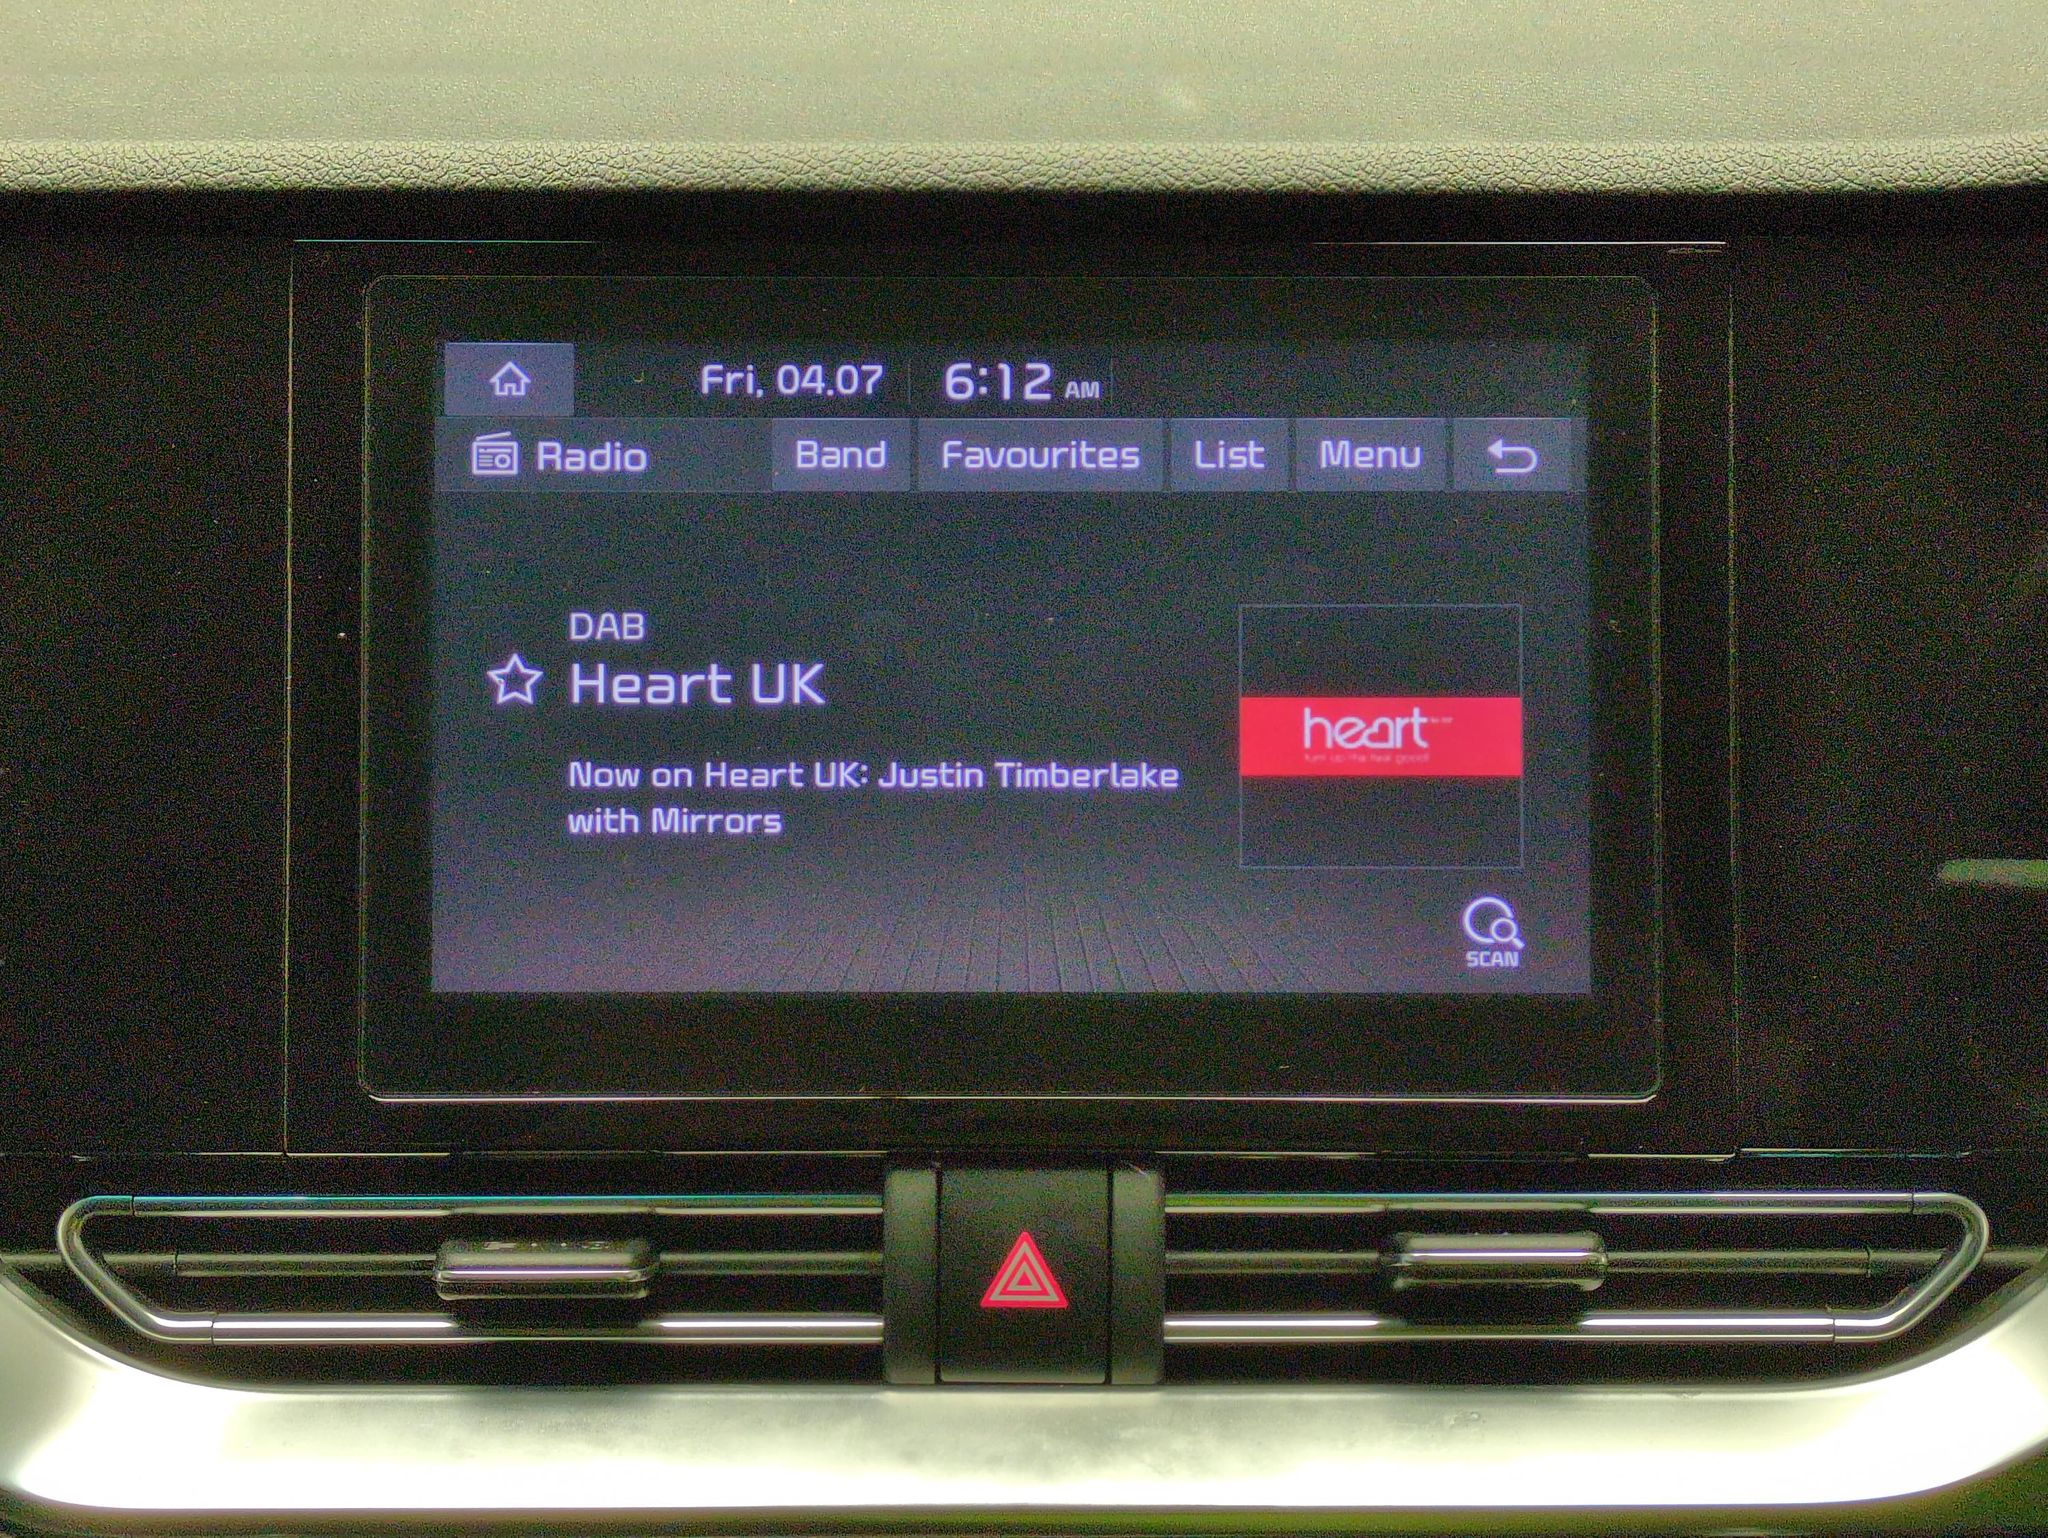 Fri, 04.07 6:12 AM
Radio Band Favourites List Menu
DAB
Heart UK
Now on Heart UK: Justin Timberlake
with Mirrors
heart
SCAN